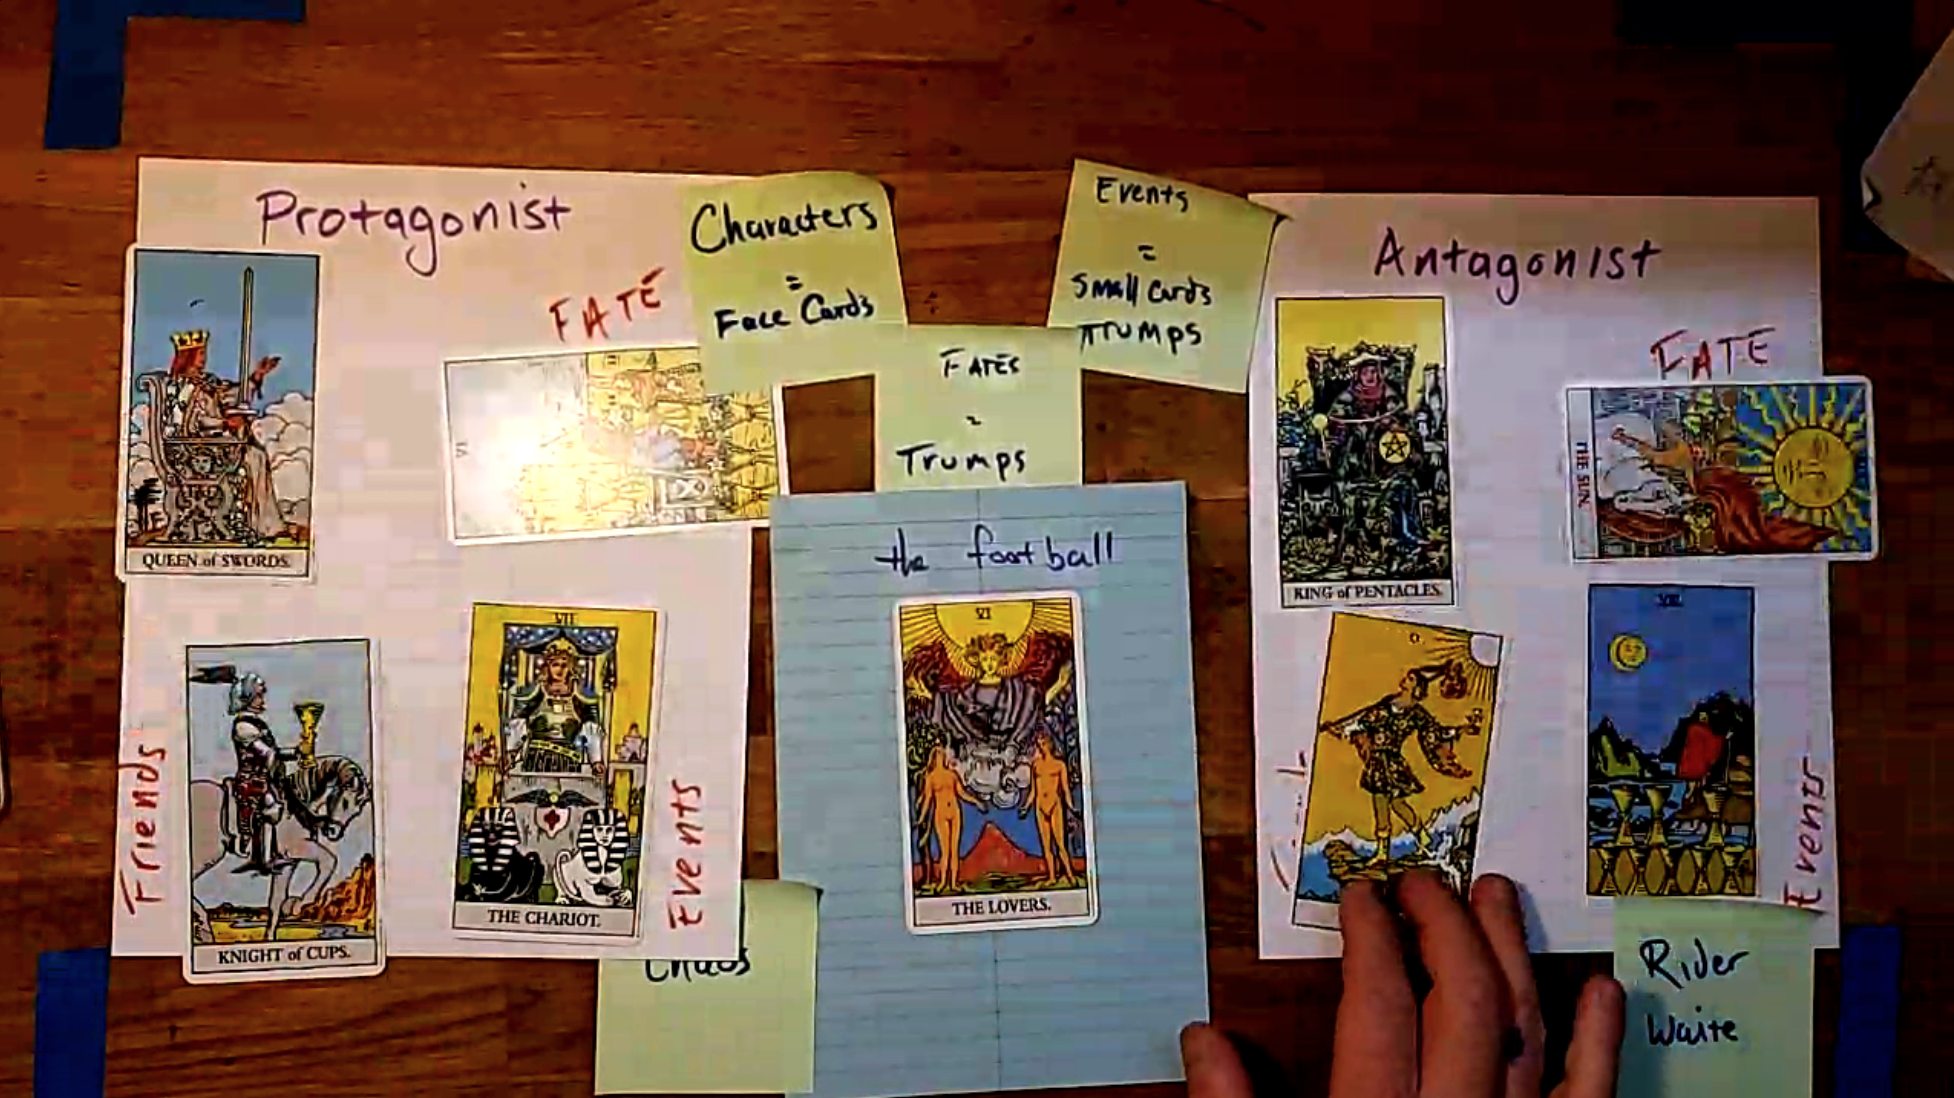 Protagonist
Characters
=
Face Cards
Events
=
Small Cards
Trumps
Antagonist
FATE
FATES
=
Trumps
FATE
QUEEN of SWORDS.
the football
KING of PENTACLES.
THE SUN.
VII
VI
O
VIII
Friends
KNIGHT of CUPS.
THE CHARIOT.
Events
THE LOVERS.
Events
Chaos
Rider
Waite